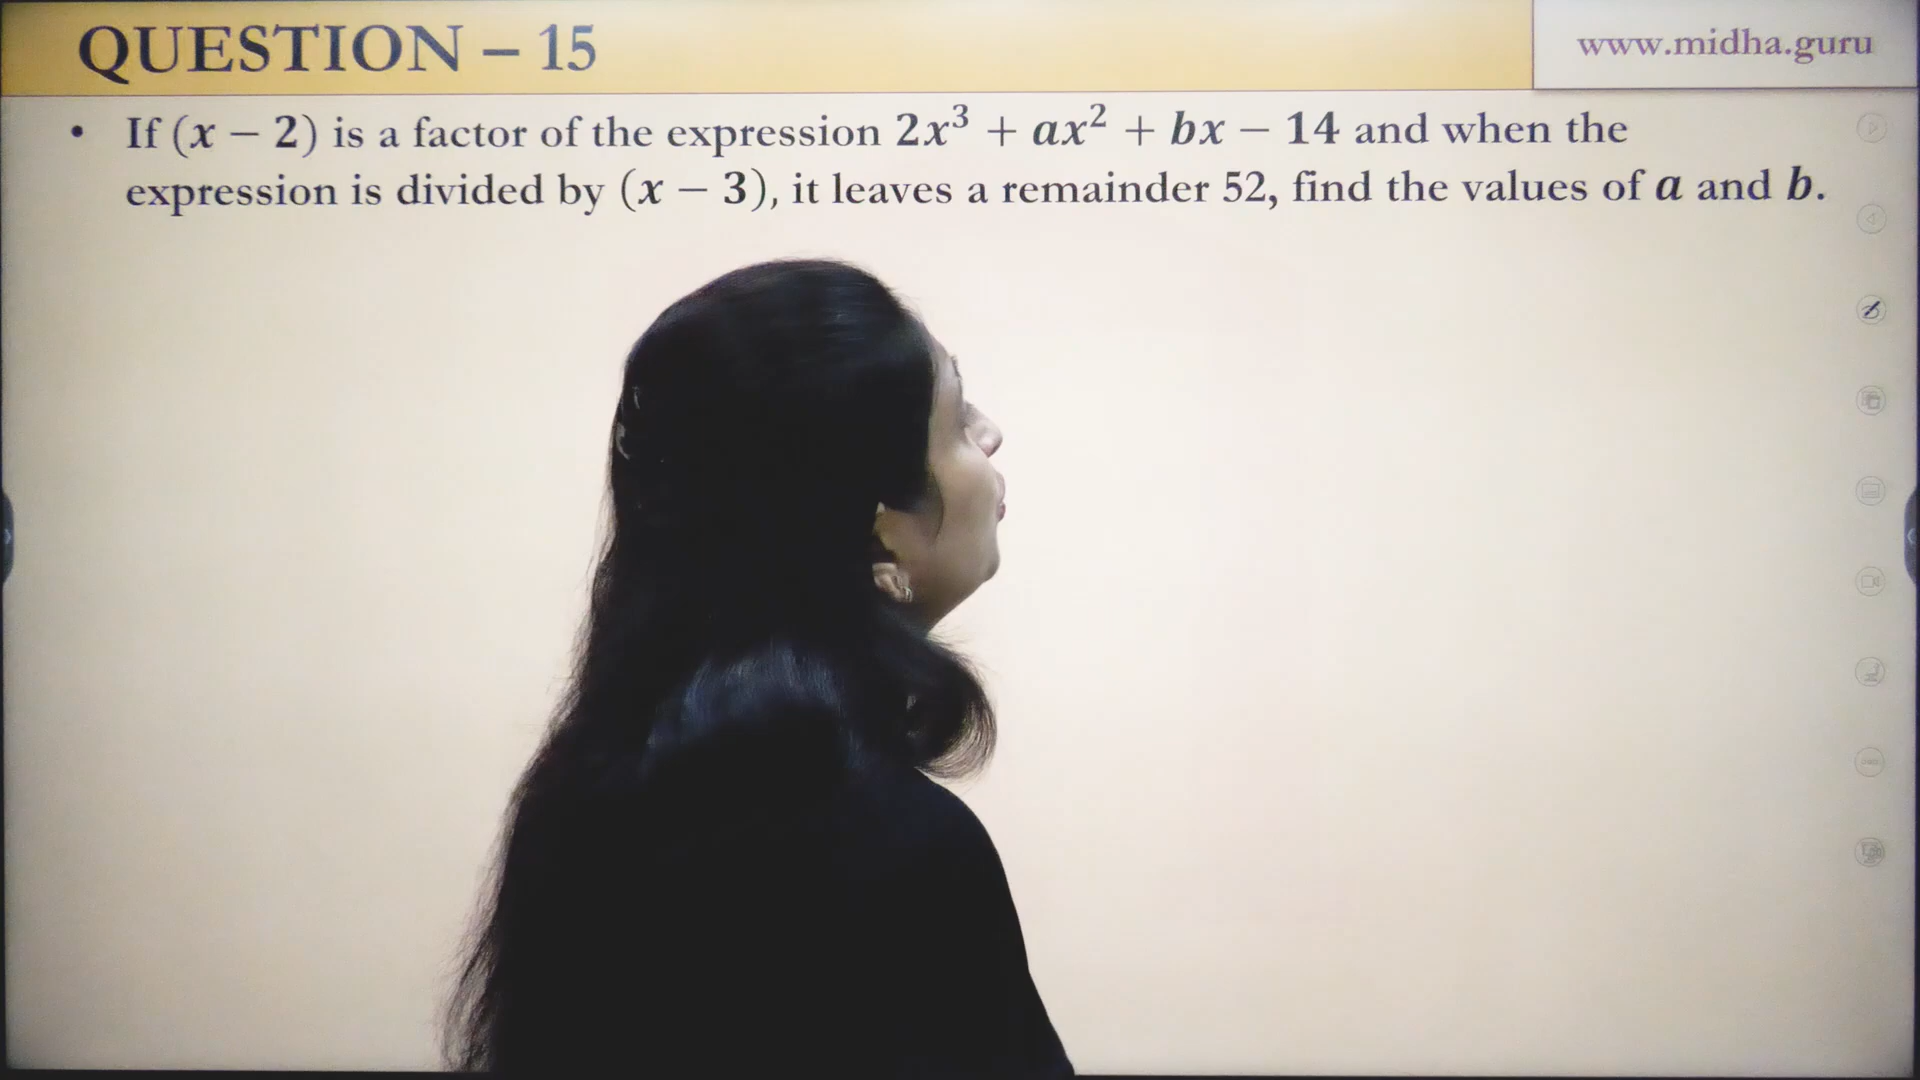 QUESTION – 15
www.midha.guru
• If (x – 2) is a factor of the expression 2x³ + ax² + bx – 14 and when the
expression is divided by (x – 3), it leaves a remainder 52, find the values of a and b.